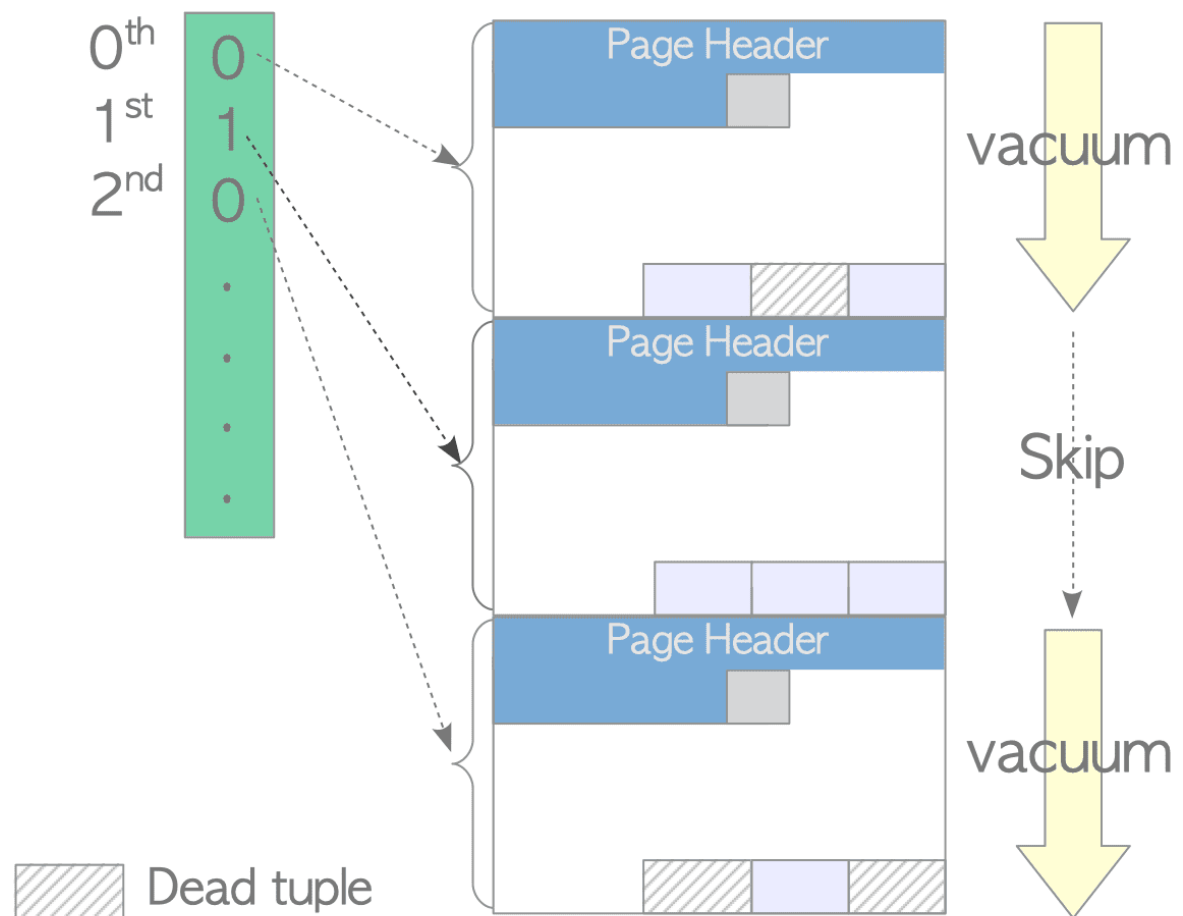 0th 0
1st 1
2nd 0
.
.
.
.
Page Header
vacuum
Page Header
Skip
Page Header
vacuum
Dead tuple